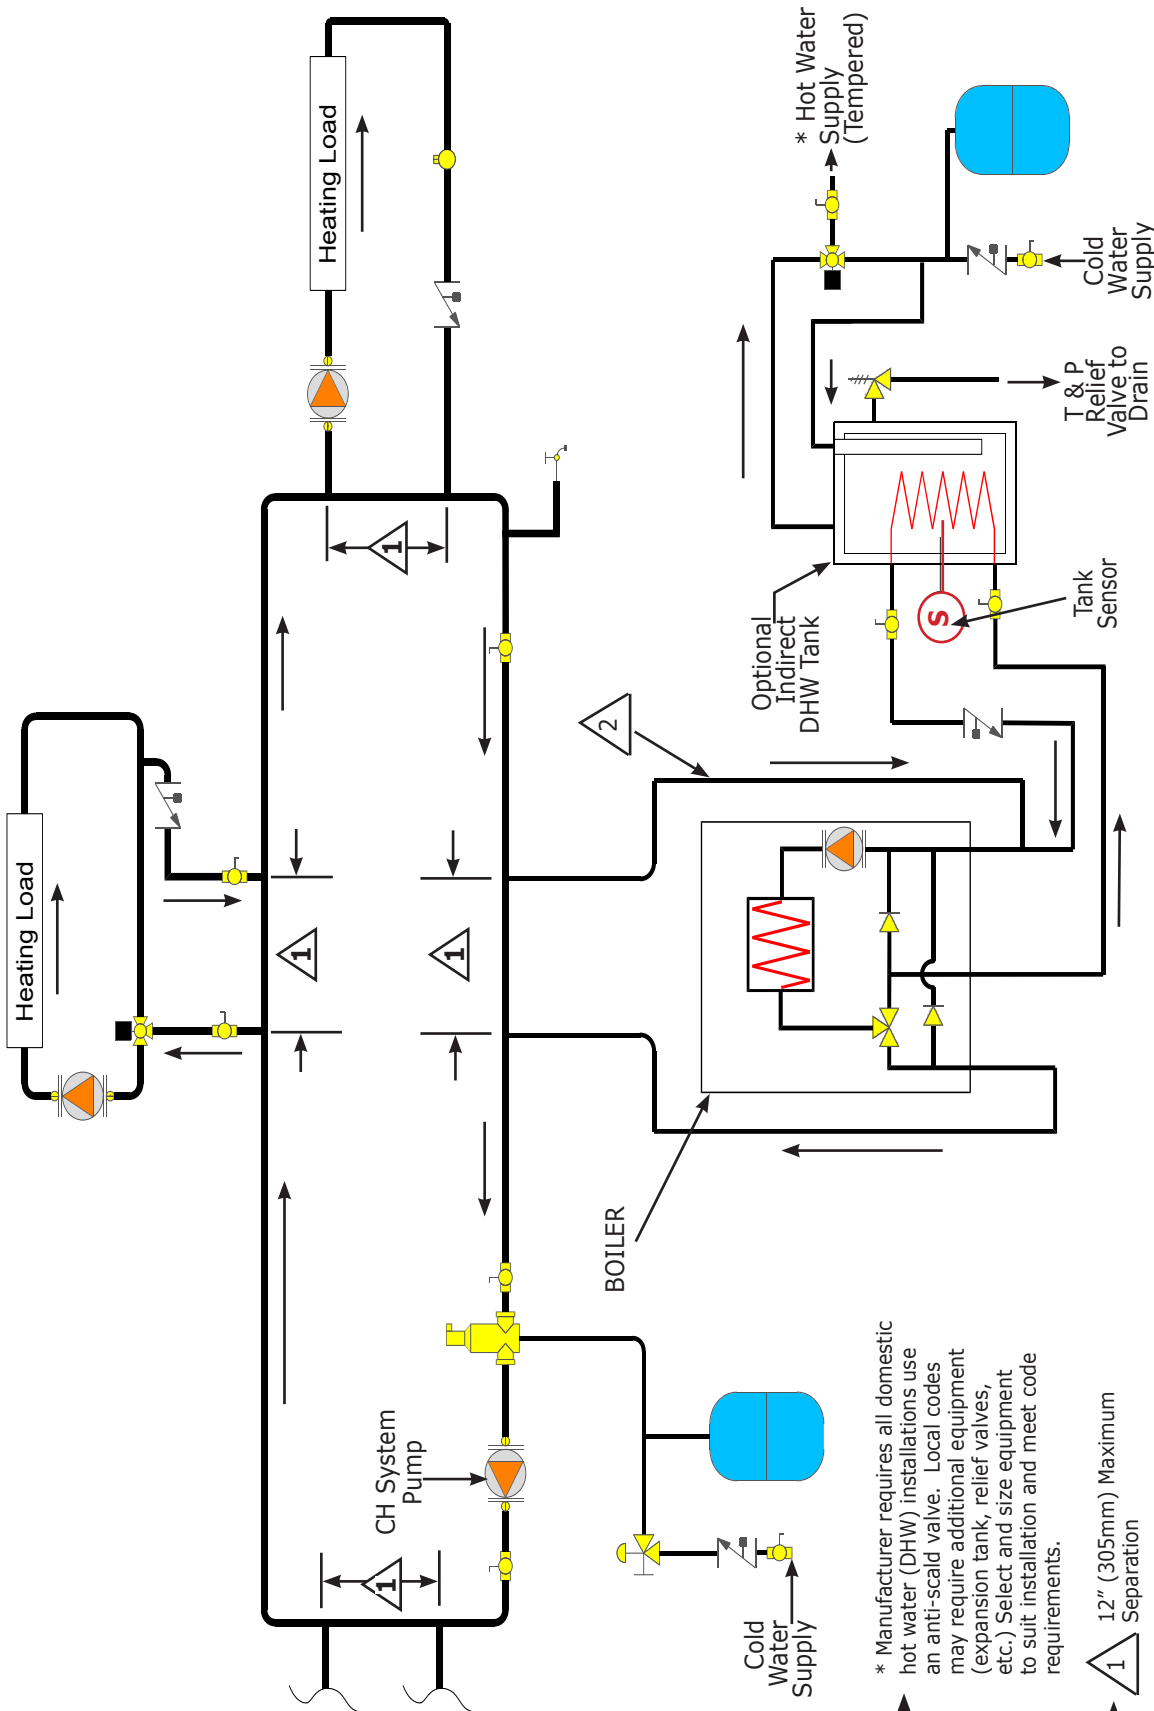 Heating Load
Heating Load
* Hot Water
Supply
(Tempered)
Cold
Water
Supply
T & P
Relief
Valve to
Drain
Optional
Indirect
DHW Tank
S
Tank
Sensor
1
1
1
2
BOILER
CH System
Pump
1
Cold
Water
Supply
* Manufacturer requires all domestic
hot water (DHW) installations use
an anti-scald valve. Local codes
may require additional equipment
(expansion tank, relief valves,
etc.) Select and size equipment
to suit installation and meet code
requirements.
1
12” (305mm) Maximum
Separation